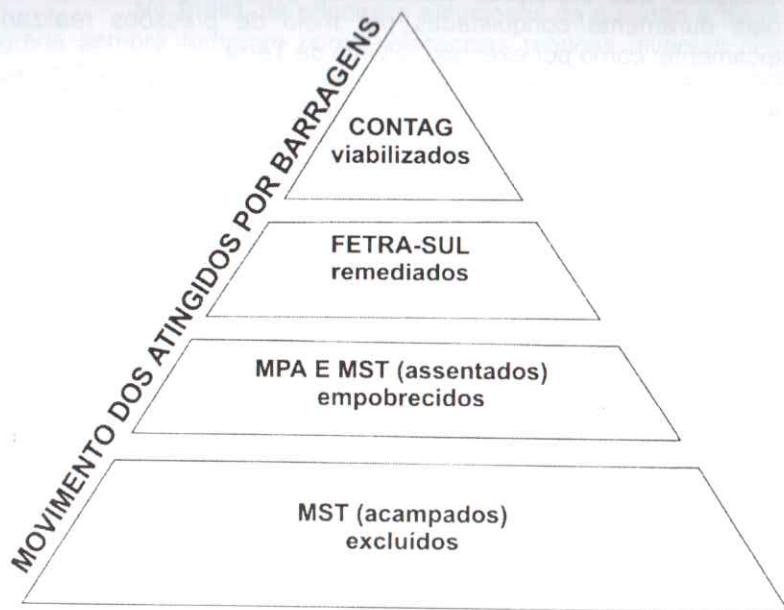 MOVIMENTO DOS ATINGIDOS POR BARRAGENS
CONTAG
viabilizados
FETRA-SUL
remediados
MPA E MST (assentados)
empobrecidos
MST (acampados)
excluídos